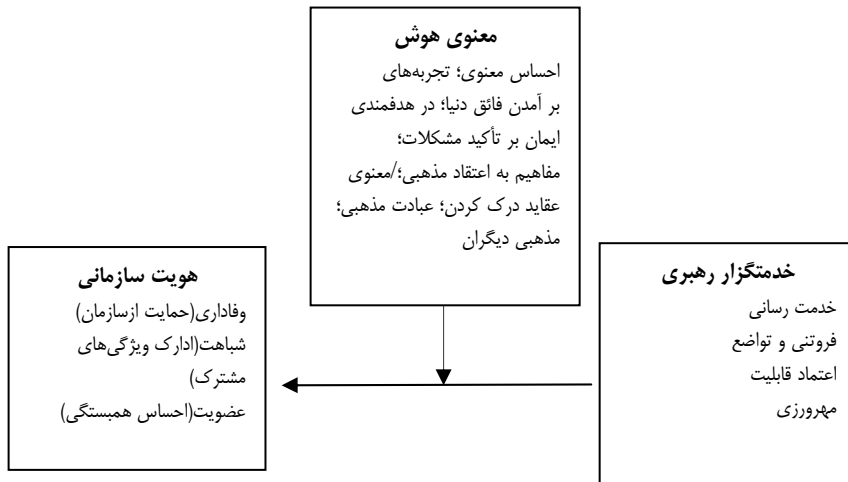 معنوی هوش
احساس معنوی؛ تجربه‌های
بر آمدن فائق دنیا؛ در هدفمندی
ایمان بر تأکید مشکلات؛
مفاهیم به اعتقاد مذهبی؛/معنوی
عقاید درک کردن؛ عبادت مذهبی؛
مذهبی دیگران
خدمتگزار رهبری
خدمت رسانی
فروتنی و تواضع
اعتماد قابلیت
مهرورزی
هویت سازمانی
وفاداری(حمایت ازسازمان)
شباهت(ادارک ویژگی‌های
مشترک)
عضویت(احساس همبستگی)